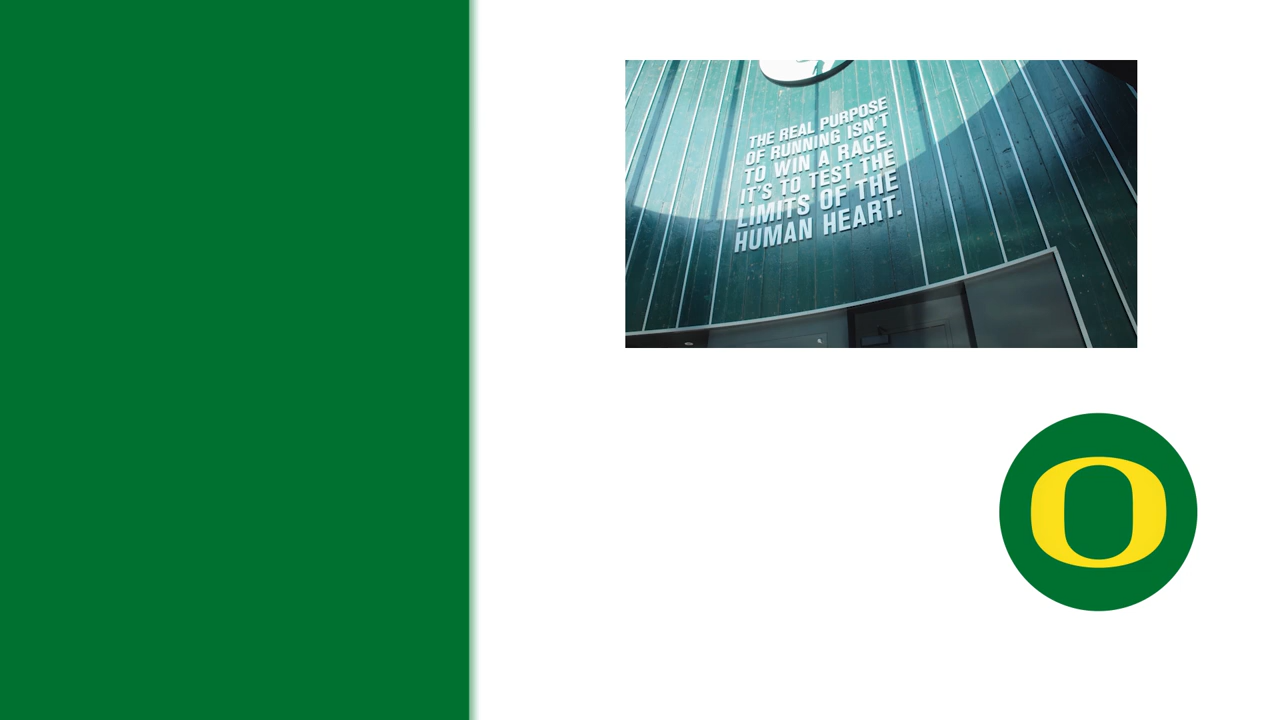 THE REAL PURPOSE
OF RUNNING ISN'T
TO WIN A RACE.
IT'S TO TEST THE
LIMITS OF THE
HUMAN HEART.
O